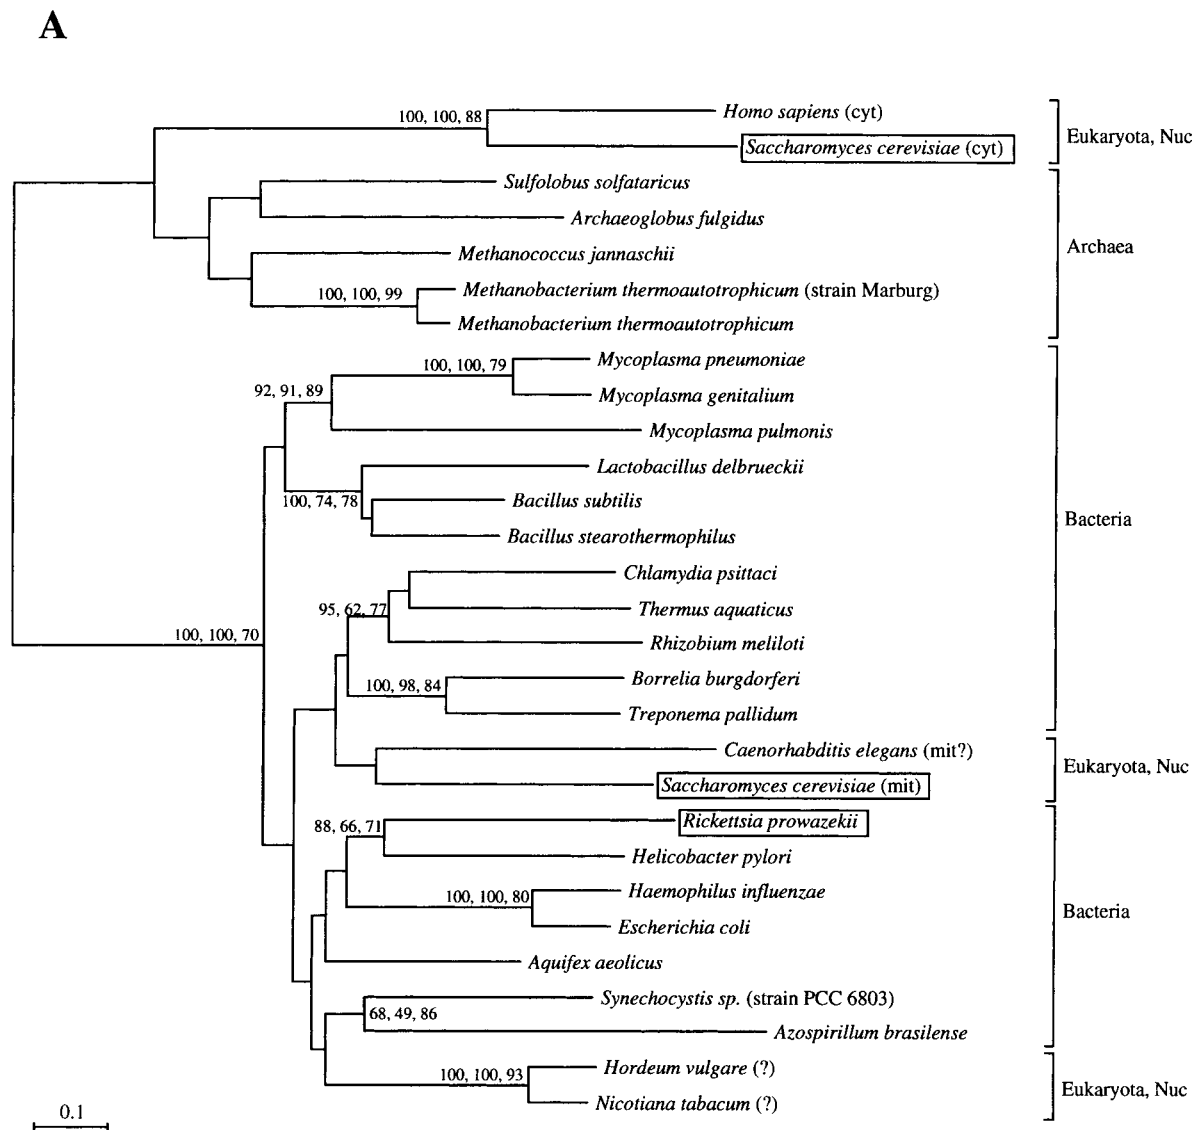 A
100, 100, 88
Homo sapiens (cyt)
Saccharomyces cerevisiae (cyt)
Eukaryota, Nuc
Sulfolobus solfataricus
Archaeoglobus fulgidus
Archaea
Methanococcus jannaschii
100, 100, 99
Methanobacterium thermoautotrophicum (strain Marburg)
Methanobacterium thermoautotrophicum
100, 100, 79
Mycoplasma pneumoniae
92, 91, 89
Mycoplasma genitalium
Mycoplasma pulmonis
Lactobacillus delbrueckii
100, 74, 78
Bacillus subtilis
Bacteria
Bacillus stearothermophilus
Chlamydia psittaci
95, 62, 77
Thermus aquaticus
100, 100, 70
Rhizobium meliloti
100, 98, 84
Borrelia burgdorferi
Treponema pallidum
Caenorhabditis elegans (mit?)
Eukaryota, Nuc
Saccharomyces cerevisiae (mit)
88, 66, 71
Rickettsia prowazekii
Helicobacter pylori
100, 100, 80
Haemophilus influenzae
Bacteria
Escherichia coli
Aquifex aeolicus
Synechocystis sp. (strain PCC 6803)
68, 49, 86
Azospirillum brasilense
100, 100, 93
Hordeum vulgare (?)
Eukaryota, Nuc
Nicotiana tabacum (?)
0.1